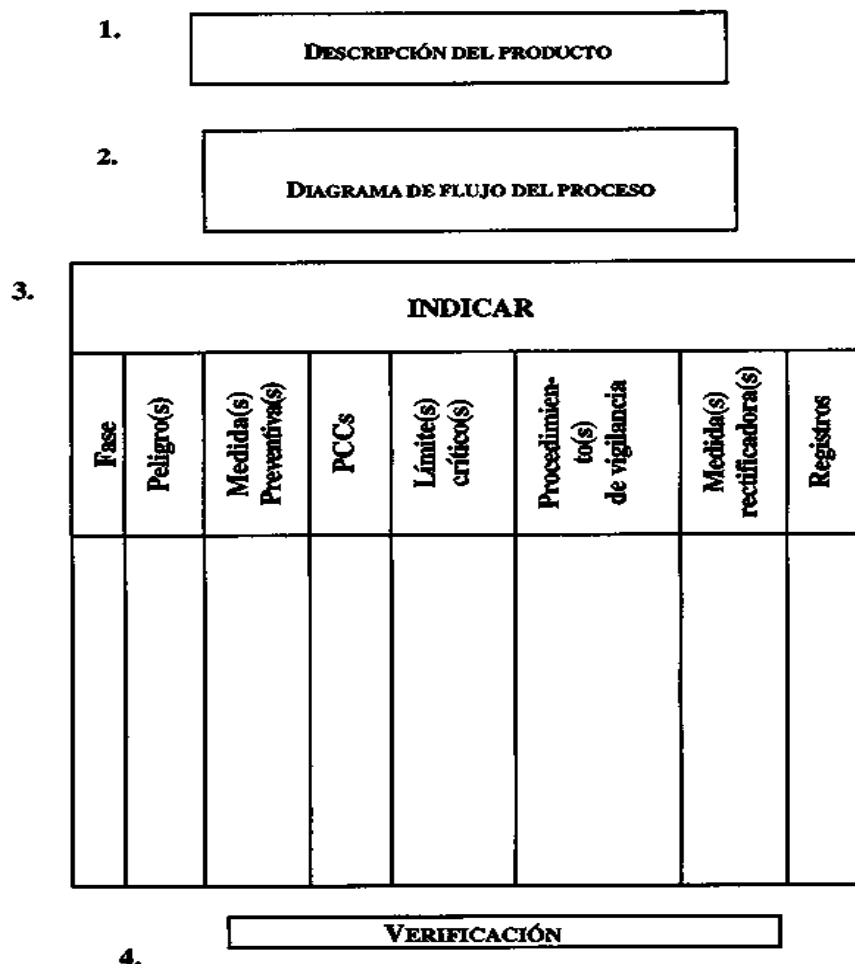 1.
DESCRIPCIÓN DEL PRODUCTO
2.
DIAGRAMA DE FLUJO DEL PROCESO
3.
INDICAR
Fase
Peligro(s)
Medida(s)
Preventiva(s)
PCCs
Límite(s)
crítico(s)
Procedimien-
to(s)
de vigilancia
Medida(s)
rectificadora(s)
Registros
VERIFICACIÓN
4.